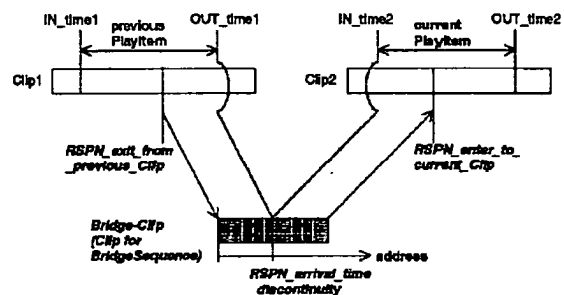 IN_time1
previous
PlayItem
OUT_time1
IN_time2
current
PlayItem
OUT_time2
Clip1
Clip2
RSPN_exit_from
_previous_Clip
RSPN_enter_to_
current_Clip
Bridge-Clip
(Clip for
BridgeSequence)
address
RSPN_arrival_time
discontinuity